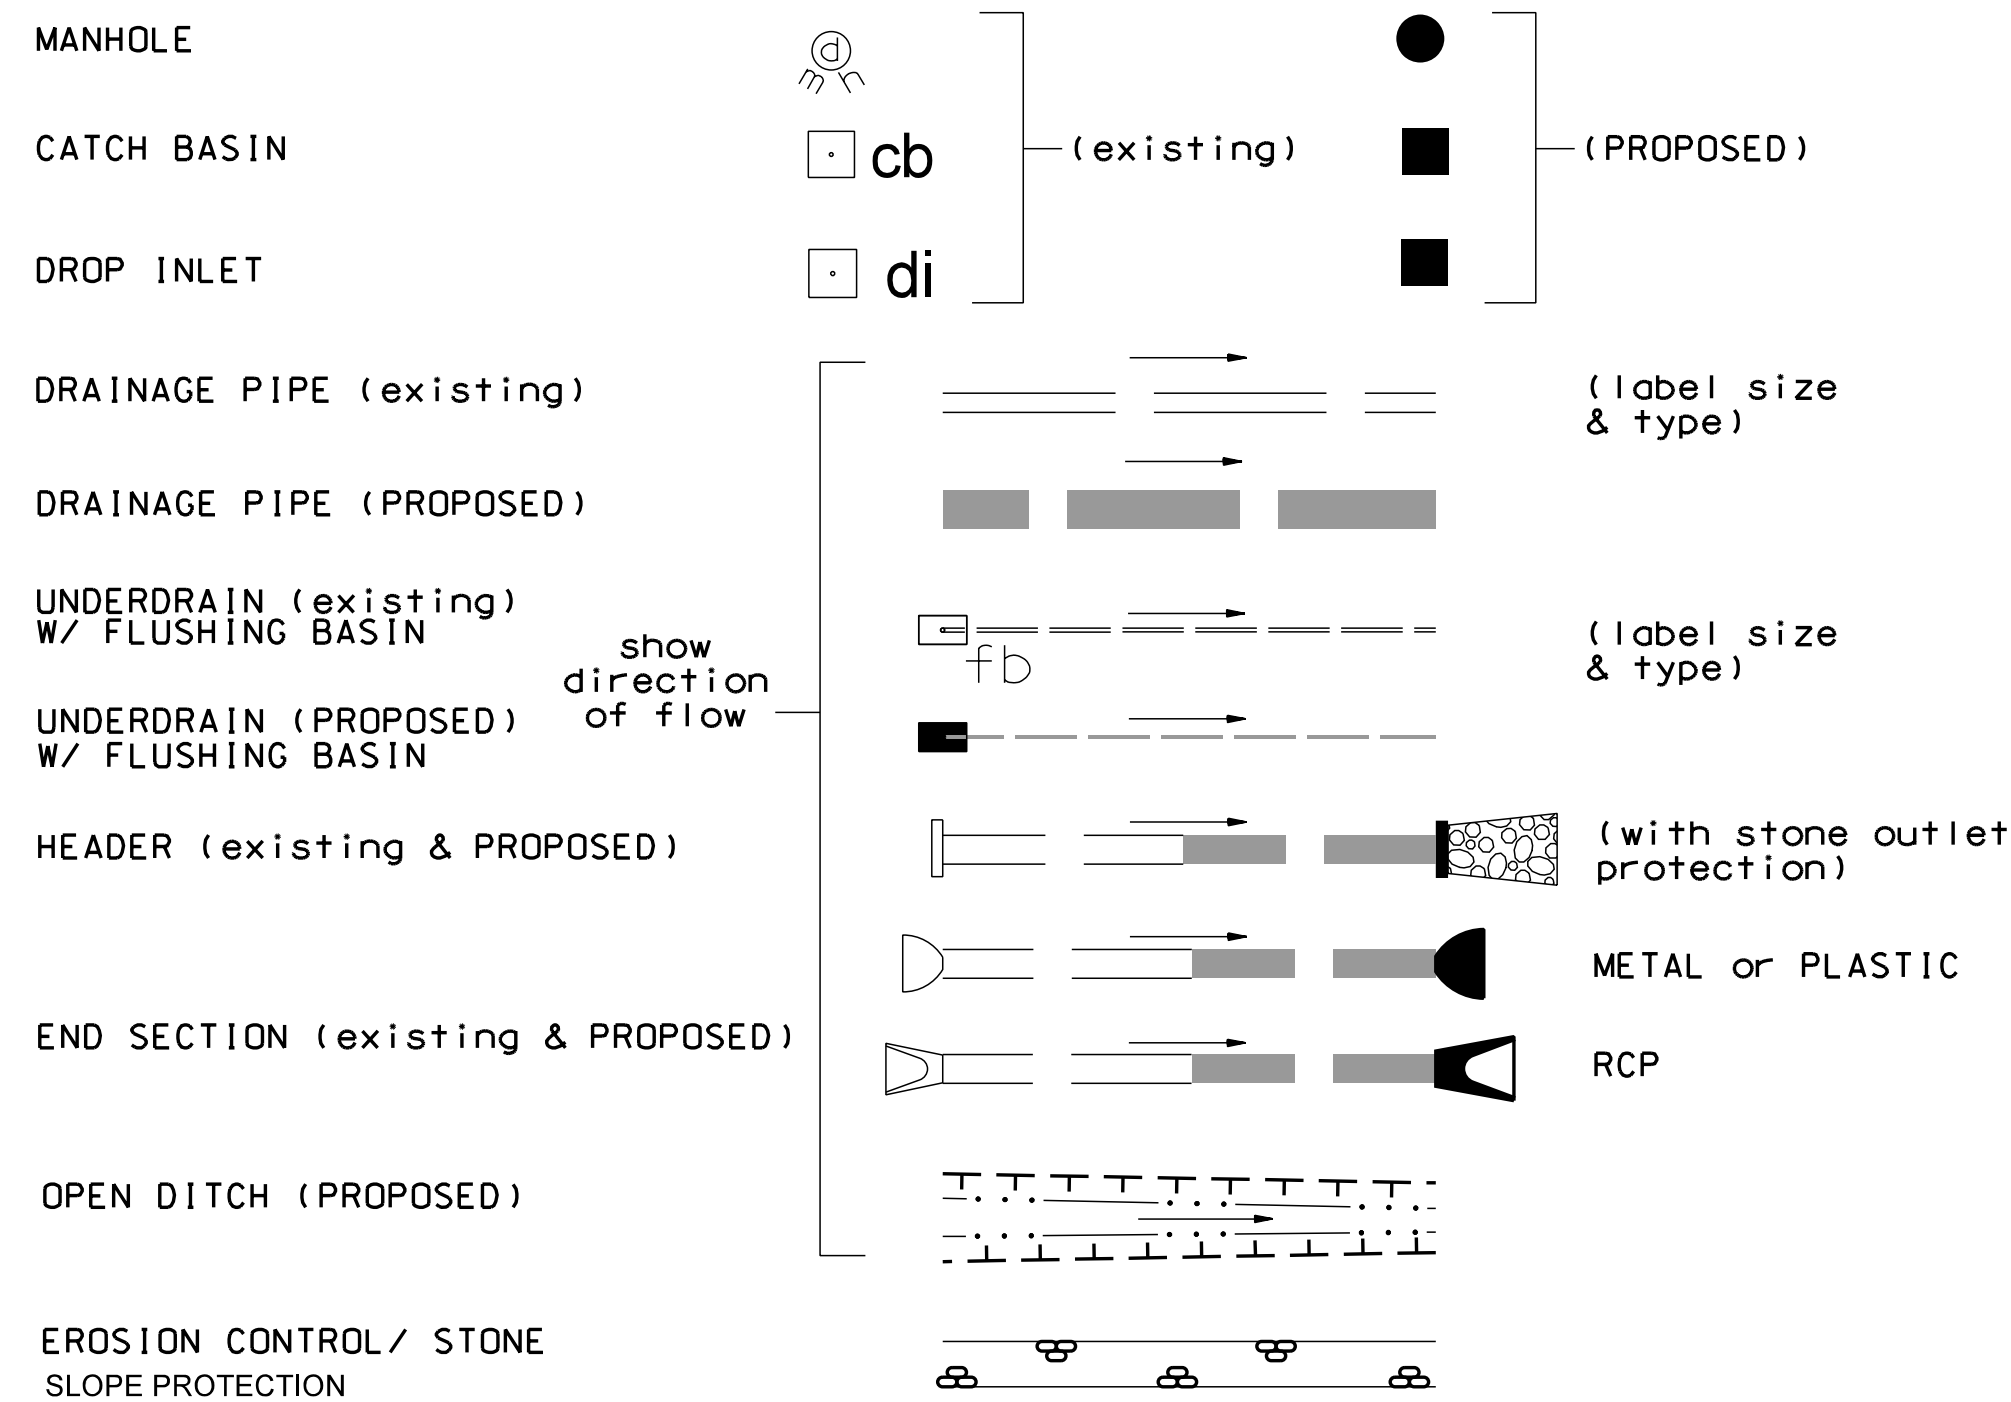 MANHOLE
d
mh
CATCH BASIN
cb
(existing)
(PROPOSED)
DROP INLET
di
DRAINAGE PIPE (existing)
(label size
& type)
DRAINAGE PIPE (PROPOSED)
UNDERDRAIN (existing)
W/ FLUSHING BASIN
fb
(label size
& type)
show
direction
of flow
UNDERDRAIN (PROPOSED)
W/ FLUSHING BASIN
HEADER (existing & PROPOSED)
(with stone outlet
protection)
METAL or PLASTIC
END SECTION (existing & PROPOSED)
RCP
OPEN DITCH (PROPOSED)
EROSION CONTROL/ STONE
SLOPE PROTECTION